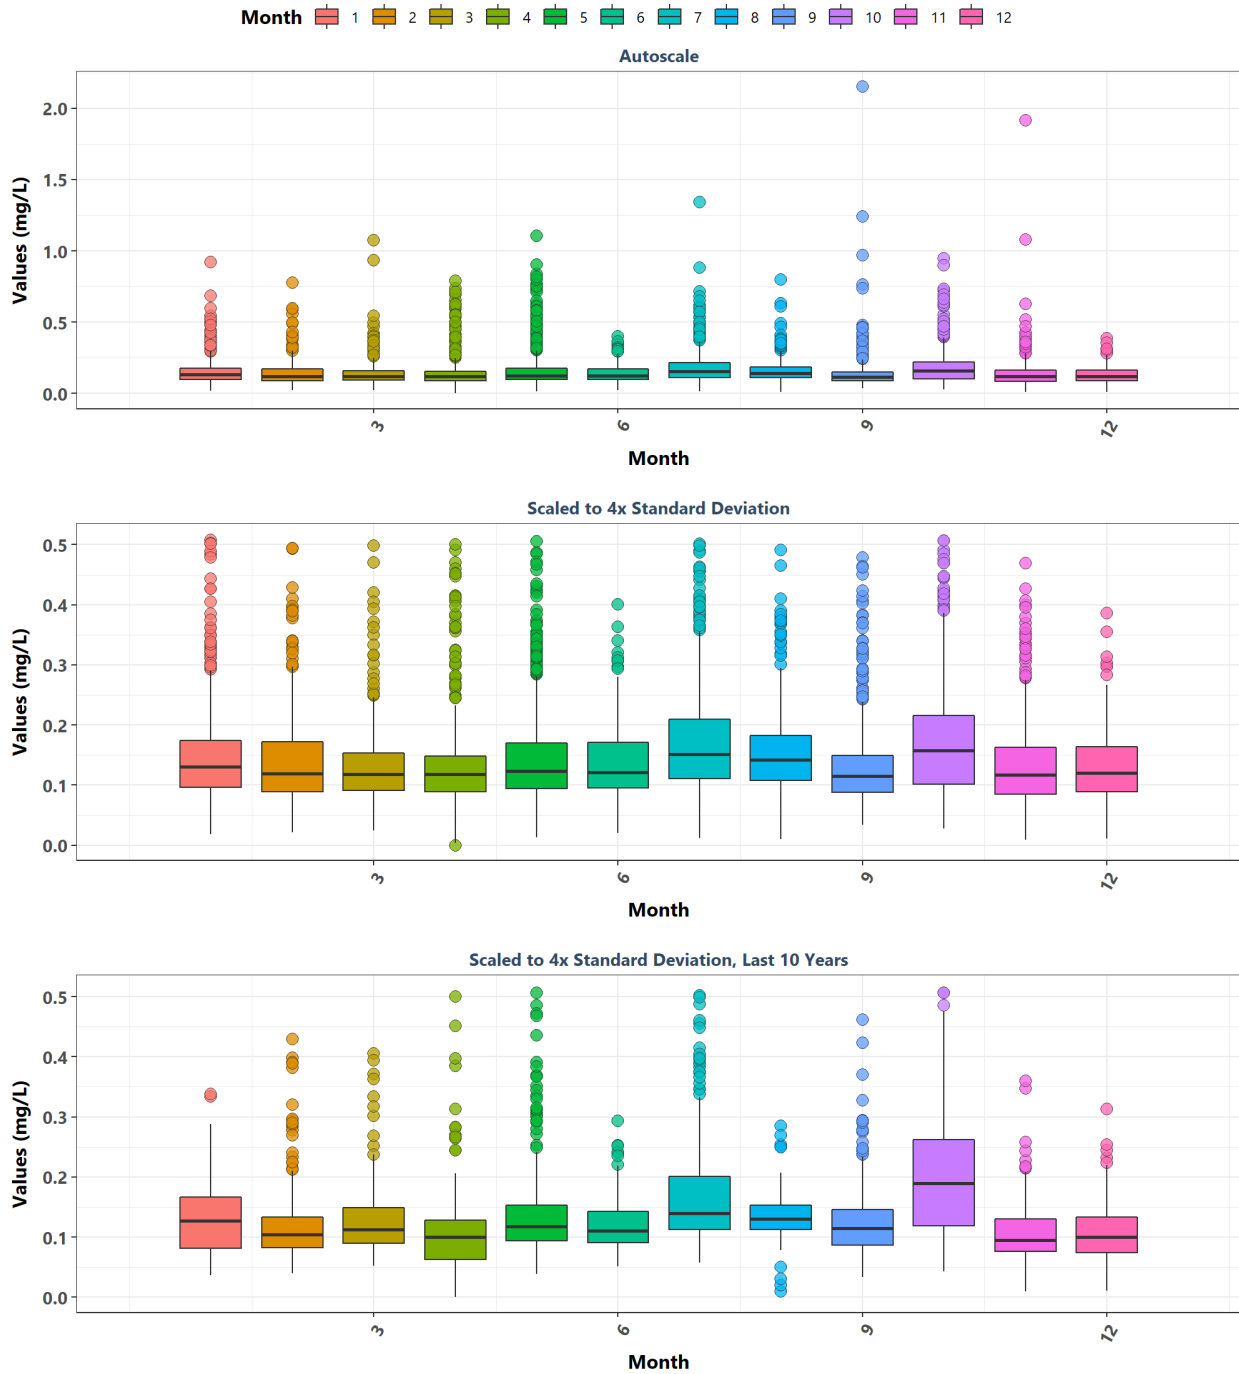 Month 1 2 3 4 5 6 7 8 9 10 11 12
Autoscale
Values (mg/L)
2.0
1.5
1.0
0.5
0.0
3 6 9 12
Month
Scaled to 4x Standard Deviation
Values (mg/L)
0.5
0.4
0.3
0.2
0.1
0.0
3 6 9 12
Month
Scaled to 4x Standard Deviation, Last 10 Years
Values (mg/L)
0.5
0.4
0.3
0.2
0.1
0.0
3 6 9 12
Month